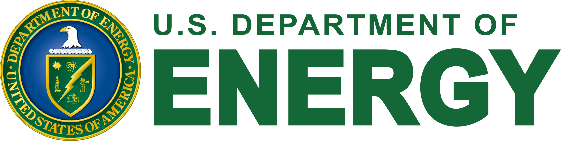 DEPARTMENT OF ENERGY
UNITED STATES OF AMERICA
U.S. DEPARTMENT OF
ENERGY